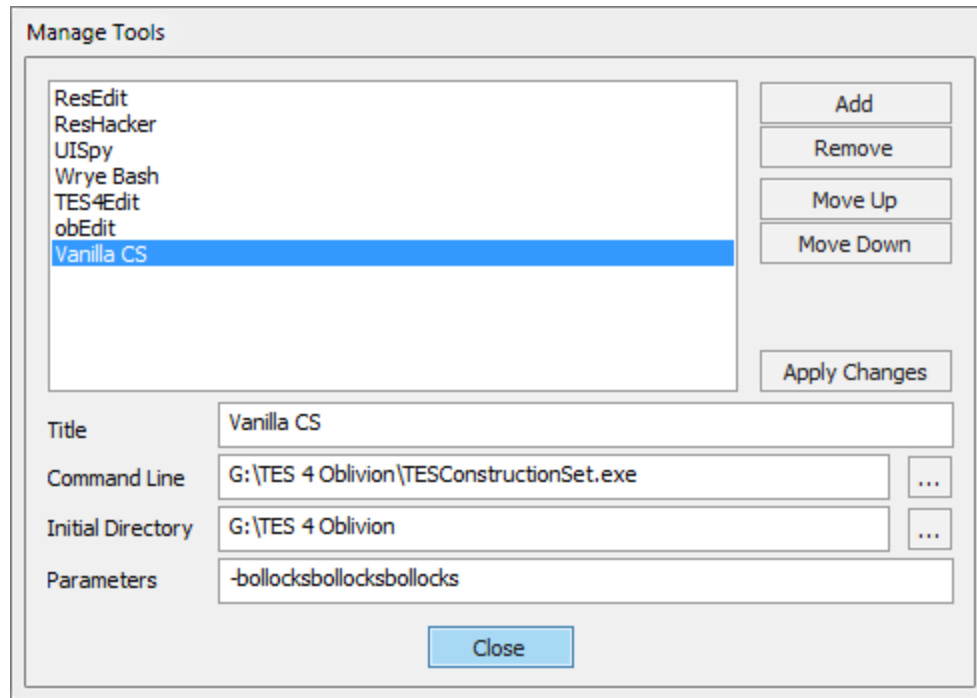 Manage Tools
ResEdit
ResHacker
UISpy
Wrye Bash
TES4Edit
obEdit
Vanilla CS
Add
Remove
Move Up
Move Down
Apply Changes
Title
Vanilla CS
Command Line
G:\TES 4 Oblivion\TESConstructionSet.exe
...
Initial Directory
G:\TES 4 Oblivion
...
Parameters
-bollocksbollocksbollocks
Close